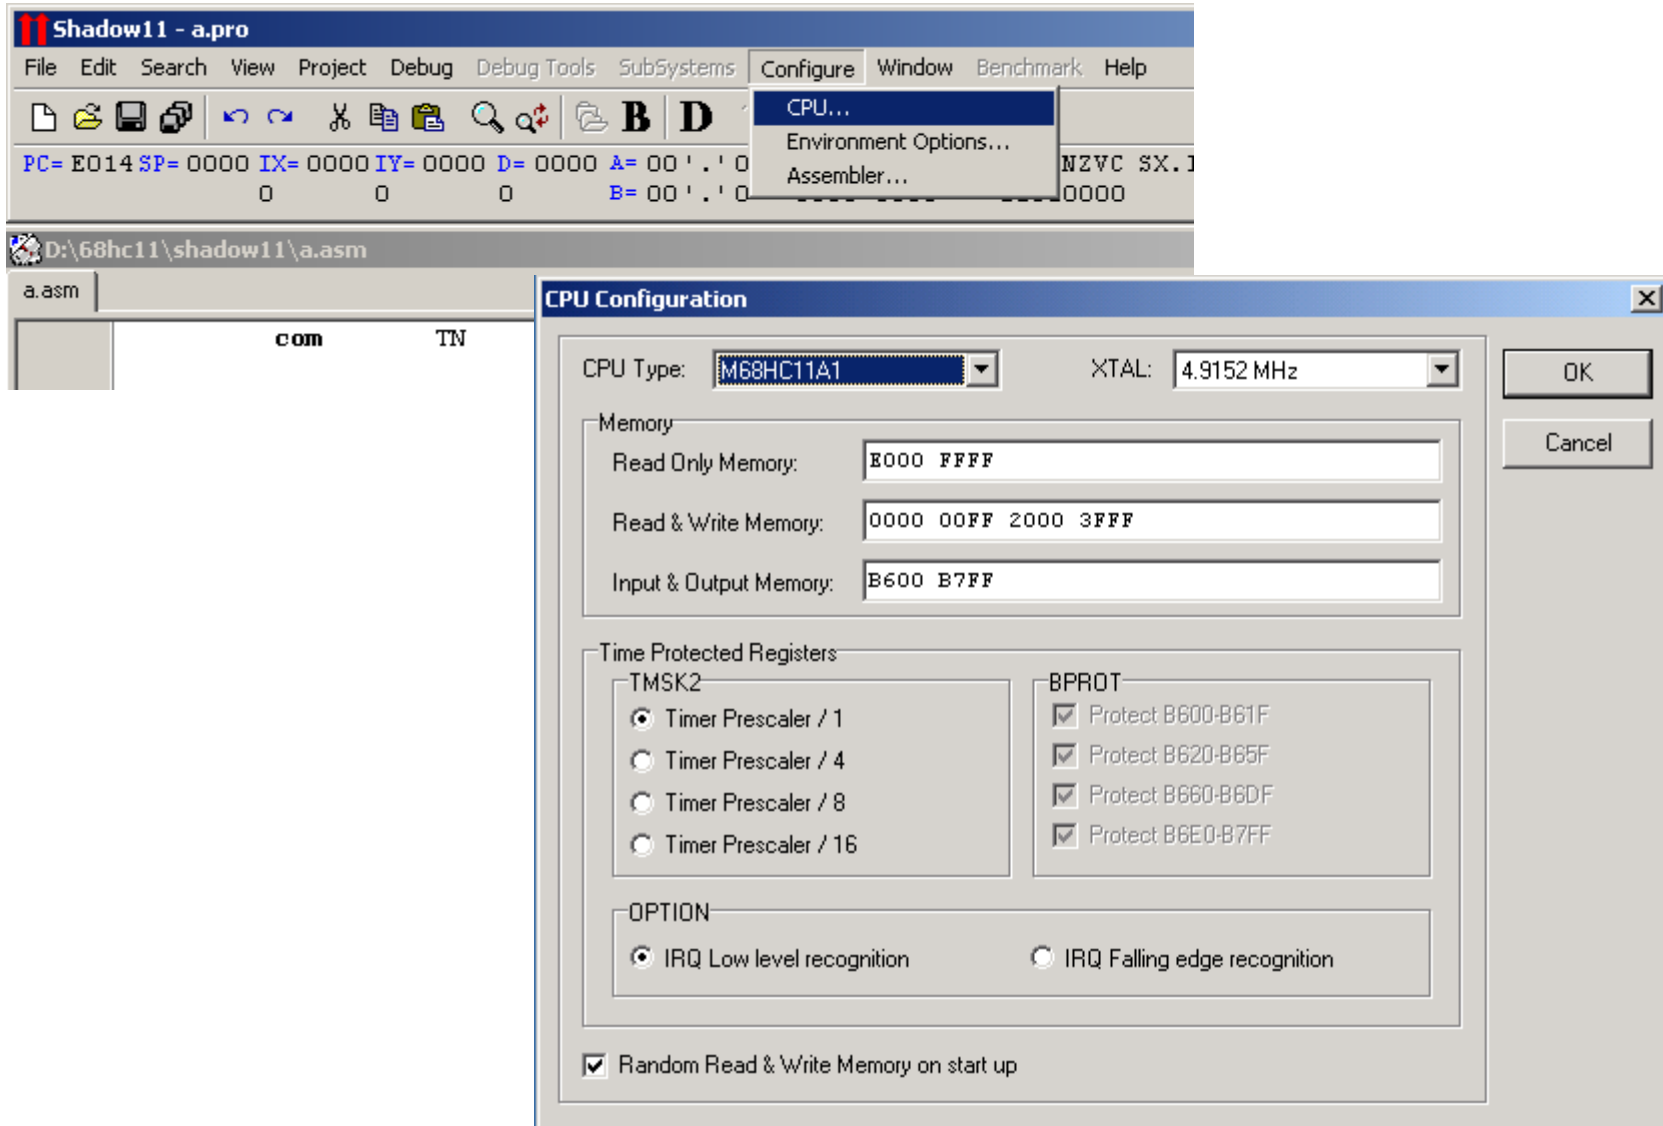 Shadow11 - a.pro
File Edit Search View Project Debug Debug Tools SubSystems Configure Window Benchmark Help
B D
CPU...
Environment Options...
Assembler...
PC= E014 SP= 0000 IX= 0000 IY= 0000 D= 0000 A= 00 '.' 0 NZVC SX.I
0 0 0 B= 00 '.' 0 0000
D:\68hc11\shadow11\a.asm
a.asm
com TN
CPU Configuration
CPU Type: M68HC11A1 XTAL: 4.9152 MHz
OK
Cancel
Memory
Read Only Memory: E000 FFFF
Read & Write Memory: 0000 00FF 2000 3FFF
Input & Output Memory: B600 B7FF
Time Protected Registers
TMSK2
Timer Prescaler / 1
Timer Prescaler / 4
Timer Prescaler / 8
Timer Prescaler / 16
BPROT
Protect B600-B61F
Protect B620-B65F
Protect B660-B6DF
Protect B6E0-B7FF
OPTION
IRQ Low level recognition IRQ Falling edge recognition
Random Read & Write Memory on start up